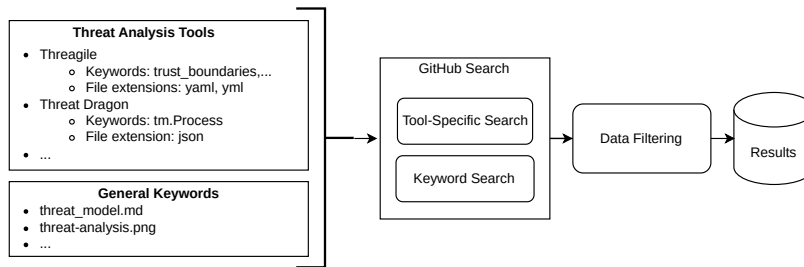 Threat Analysis Tools
• Threagile
○ Keywords: trust_boundaries,...
○ File extensions: yaml, yml
• Threat Dragon
○ Keywords: tm.Process
○ File extension: json
• ...
General Keywords
• threat_model.md
• threat-analysis.png
• ...
GitHub Search
Tool-Specific Search
Keyword Search
Data Filtering
Results